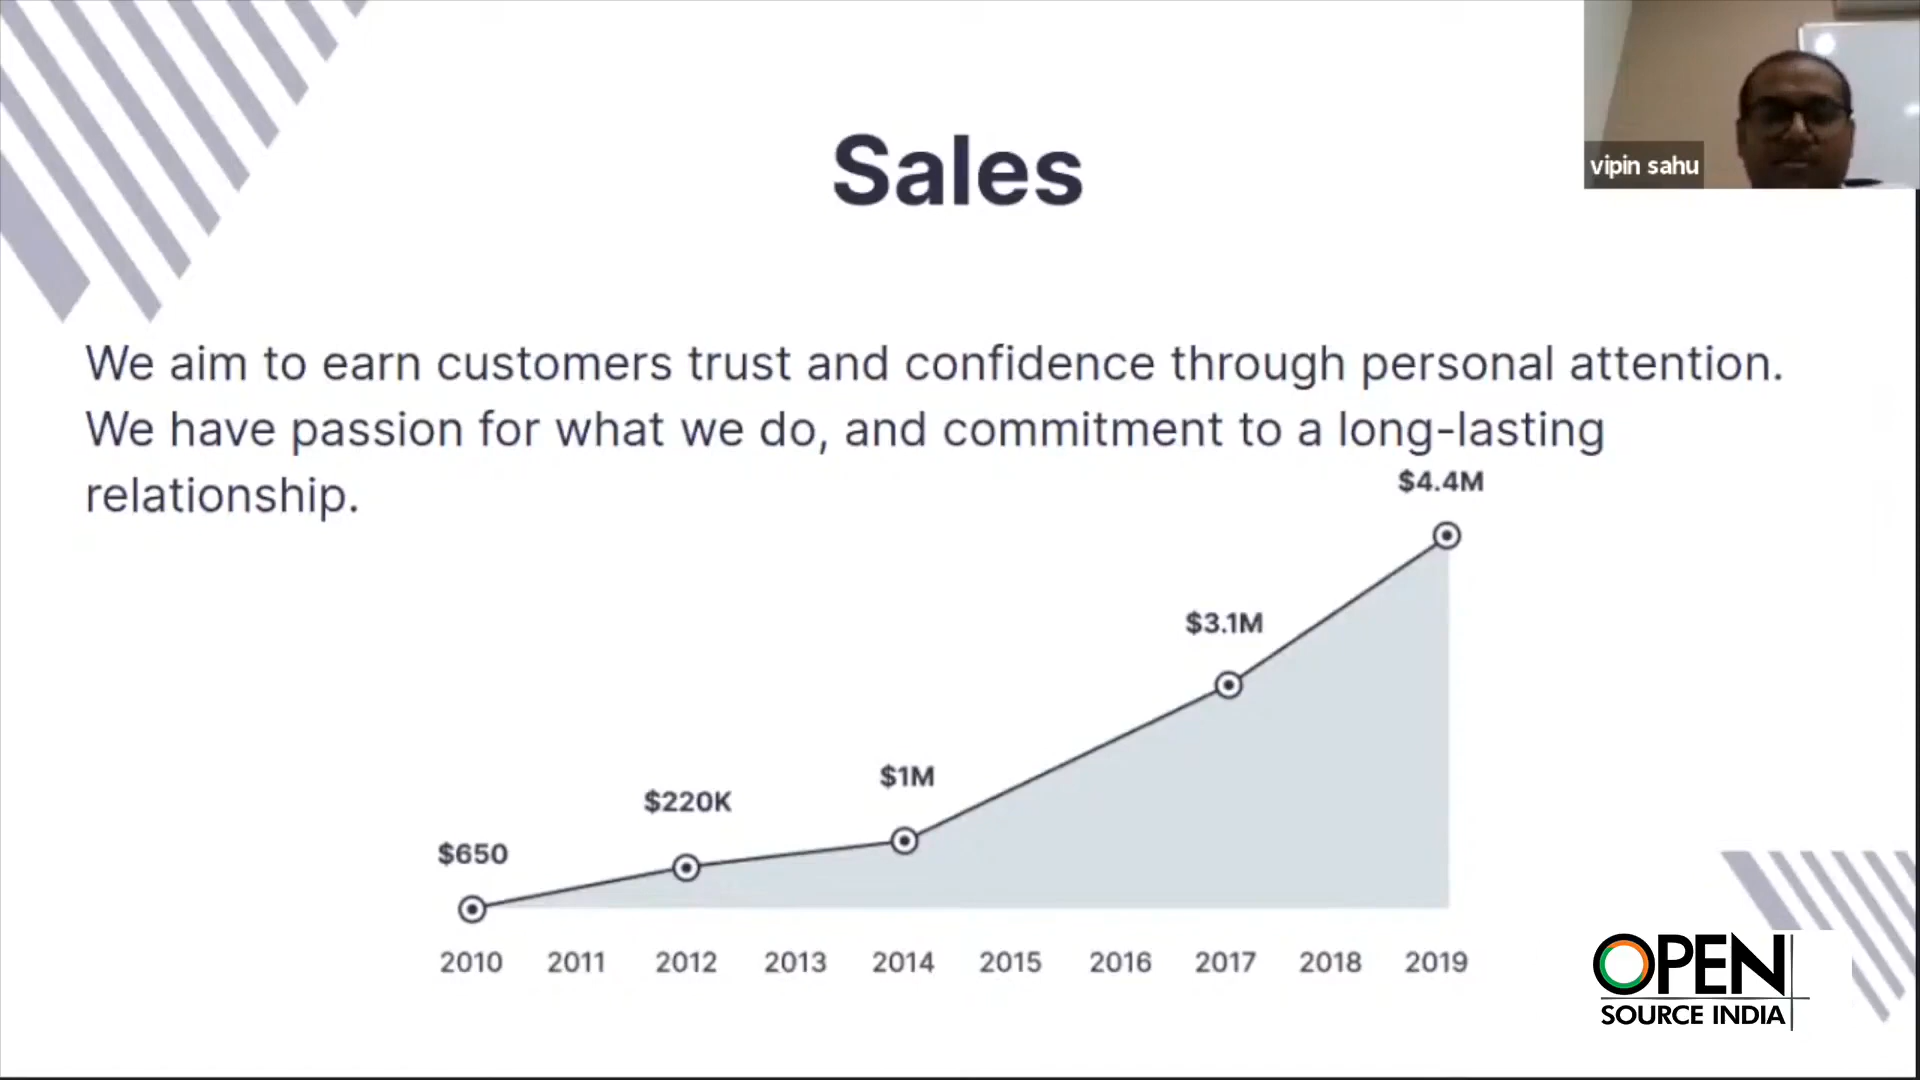 Sales
vipin sahu
We aim to earn customers trust and confidence through personal attention.
We have passion for what we do, and commitment to a long-lasting
relationship.
$4.4M
$3.1M
$1M
$220K
$650
2010 2011 2012 2013 2014 2015 2016 2017 2018 2019
OPEN
SOURCE INDIA